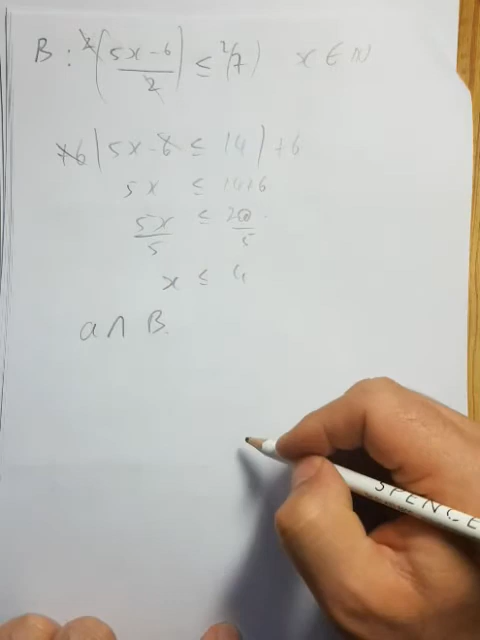 B : 2(5x-6/2) ≤ 2(7) x ∈ N
+6 | 5x-6 ≤ 14 | +6
5x ≤ 14+6
5x/5 ≤ 20/5
x ≤ 4
a ∩ B
SPENCE